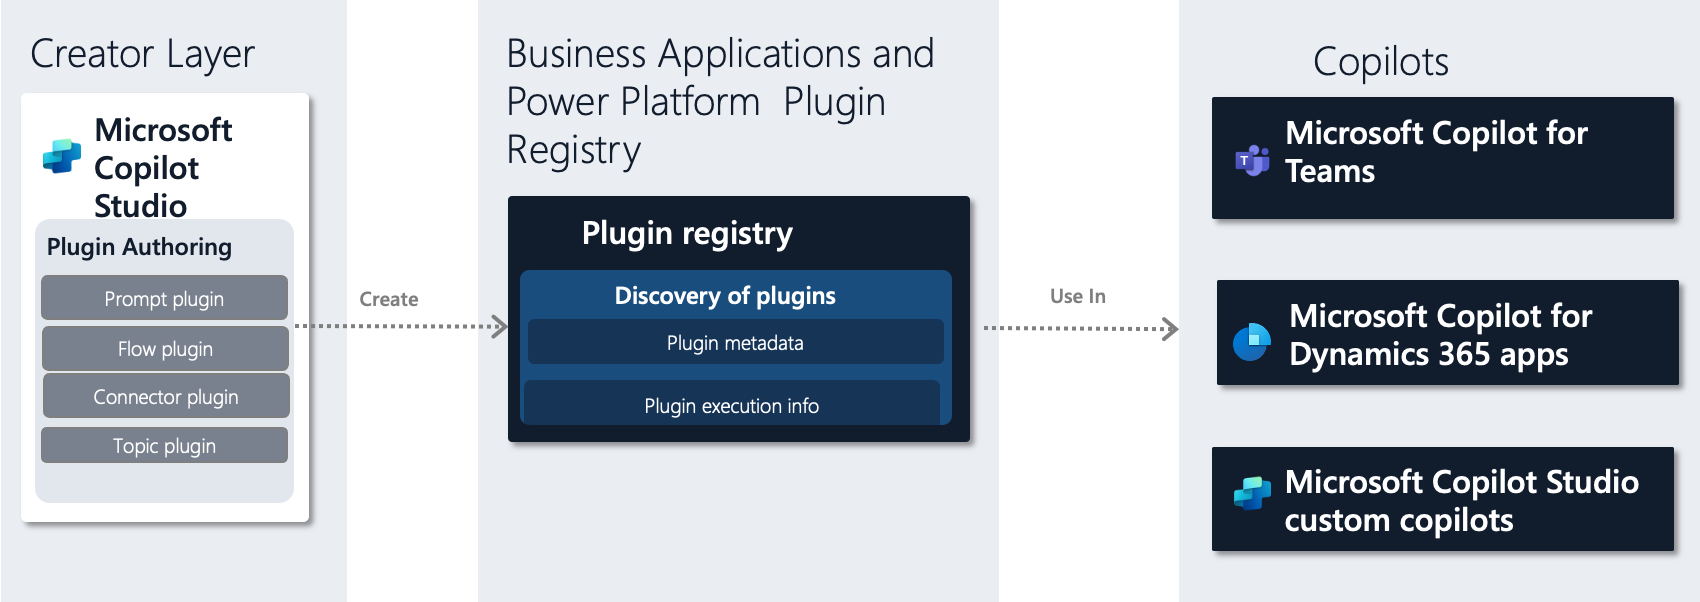 Creator Layer
Microsoft
Copilot
Studio
Plugin Authoring
Prompt plugin
Flow plugin
Connector plugin
Topic plugin
Create
Business Applications and
Power Platform  Plugin
Registry
Plugin registry
Discovery of plugins
Plugin metadata
Plugin execution info
Use In
Copilots
T
Microsoft Copilot for
Teams
Microsoft Copilot for
Dynamics 365 apps
Microsoft Copilot Studio
custom copilots